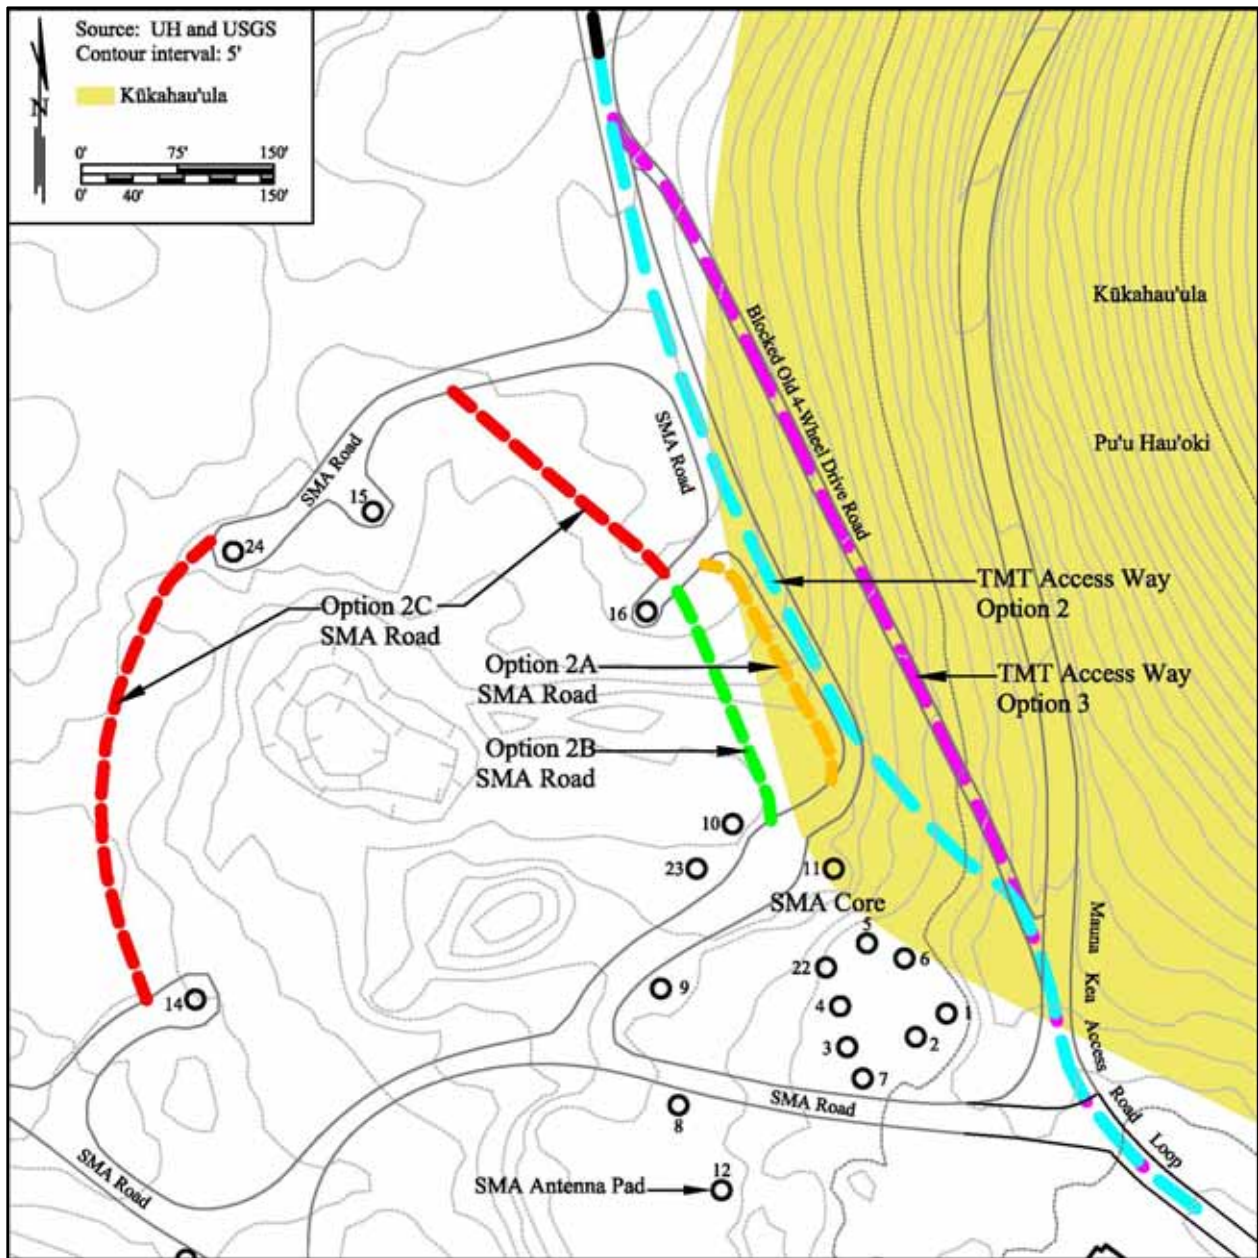 Source: UH and USGS
Contour interval: 5'
Kūkahau'ula
N
0' 75' 150'
0' 40' 150'
Kūkahau'ula
Blocked Old 4-Wheel Drive Road
Pu'u Hau'oki
SMA Road
SMA Road
15
24
TMT Access Way
Option 2
Option 2C
SMA Road
16
Option 2A
SMA Road
TMT Access Way
Option 3
Option 2B
SMA Road
10
23
11
SMA Core
5
6
22
9
4
1
14
2
3
7
Mauna Kea Access Road Loop
SMA Road
8
SMA Road
12
SMA Antenna Pad